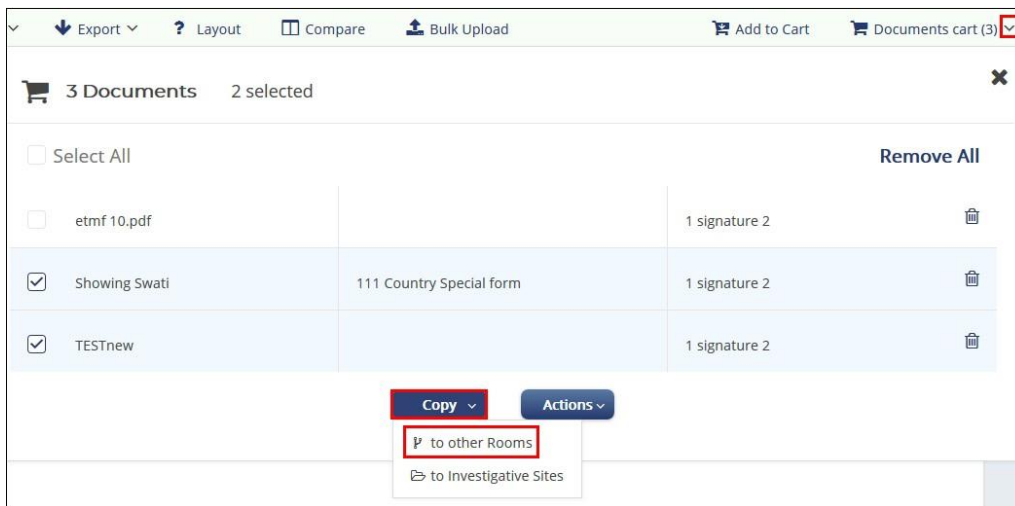 Export ? Layout Compare Bulk Upload Add to Cart Documents cart (3)
3 Documents 2 selected
Select All Remove All
etmf 10.pdf 1 signature 2
Showing Swati 111 Country Special form 1 signature 2
TESTnew 1 signature 2
Copy Actions
to other Rooms
to Investigative Sites